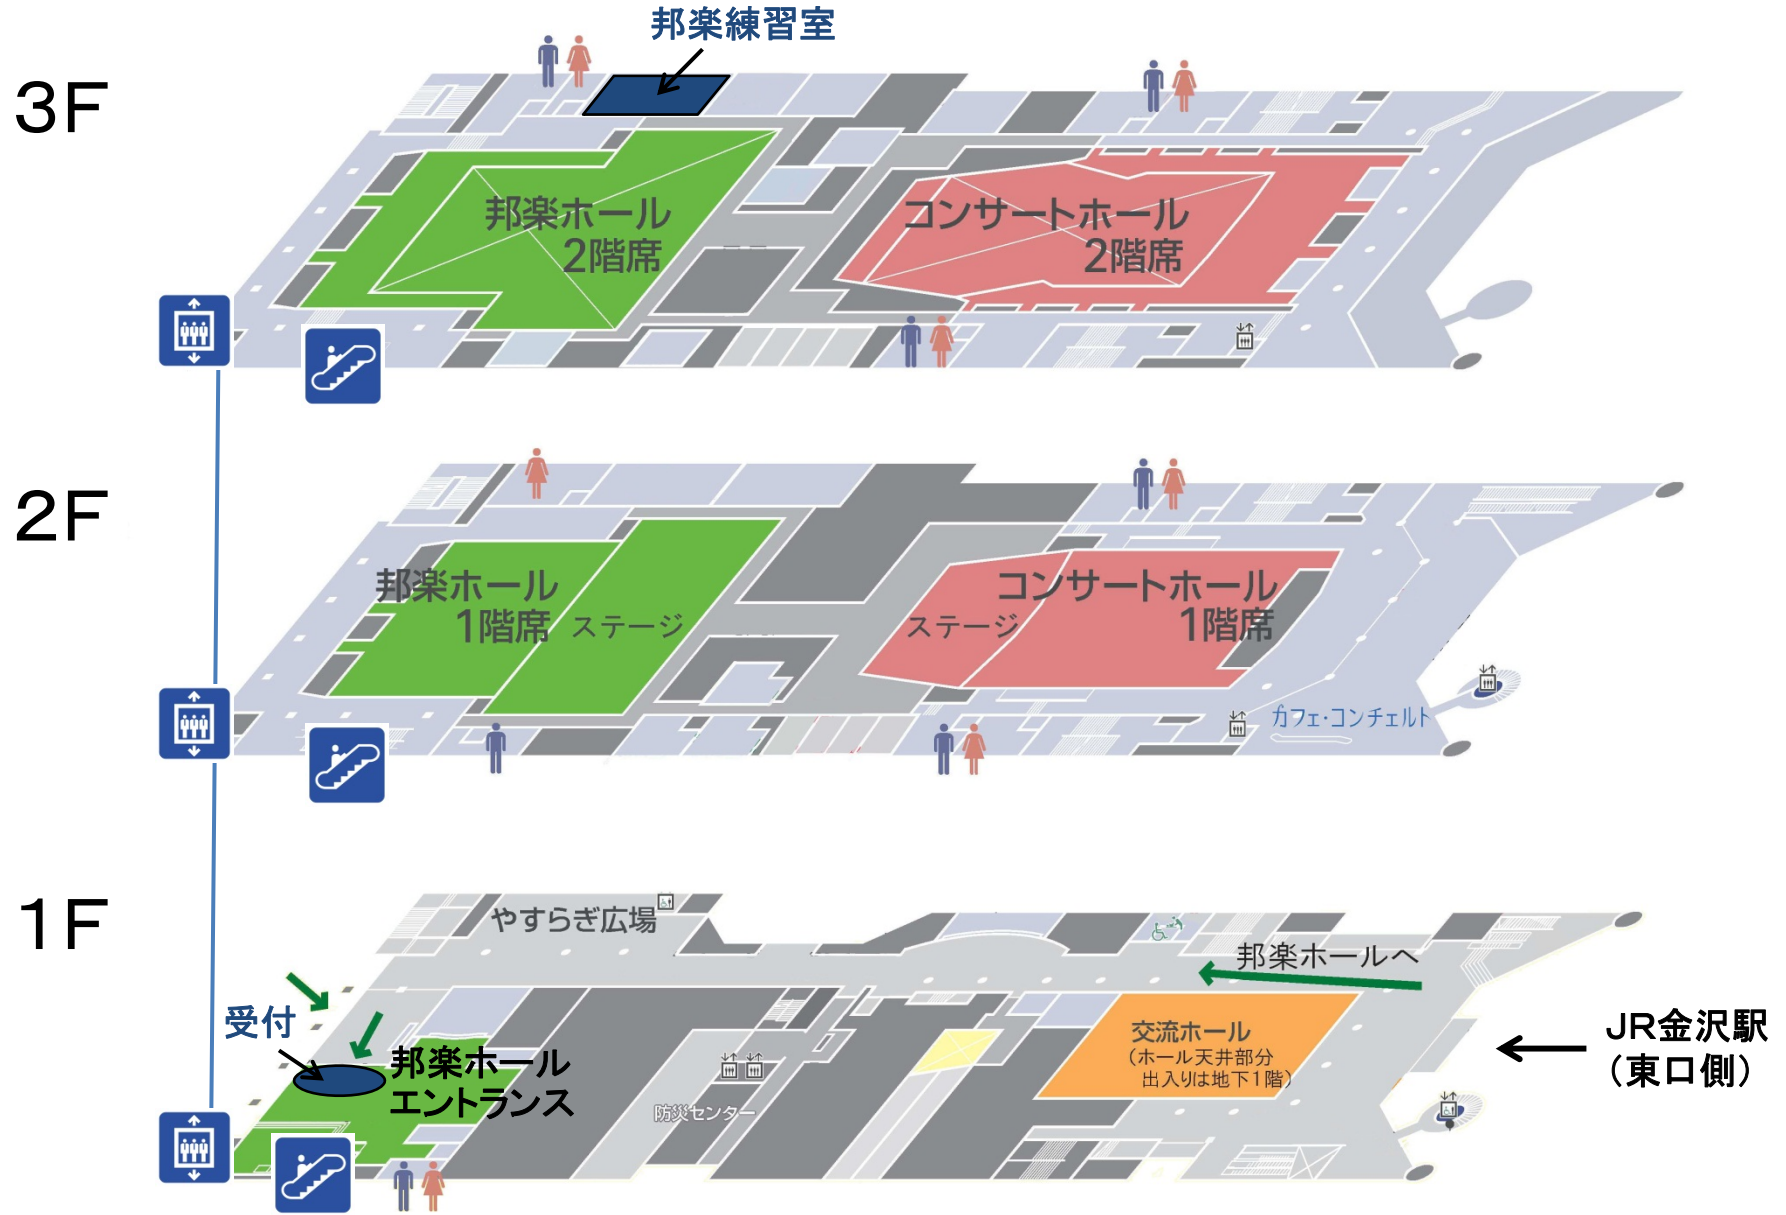 邦楽練習室
3F
邦楽ホール
2階席
コンサートホール
2階席
2F
邦楽ホール
1階席
ステージ
ステージ
コンサートホール
1階席
カフェ・コンチェルト
1F
やすらぎ広場
邦楽ホールへ
受付
邦楽ホール
エントランス
防災センター
交流ホール
(ホール天井部分
出入りは地下1階)
JR金沢駅
(東口側)